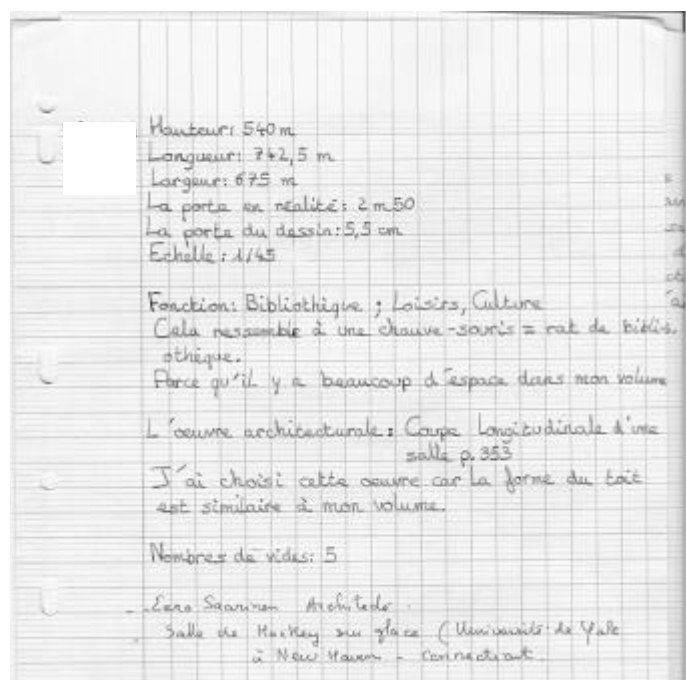 Hauteur: 540 m
Longueur: 742,5 m
Largeur: 675 m
La porte en réalité: 2 m 50
La porte du dessin: 5,5 cm
Echelle: 1/45
Fonction: Bibliothique ; Loisirs, Culture
Cela ressemble à une chauve-souris = rat de biblio.
othèque.
Parce qu'il y a beaucoup d'espace dans mon volume
L'oeuvre architecturale: Coupe Longitudinale d'une
salle p. 353
J'ai choisi cette oeuvre car la forme du toit
est similaire à mon volume.
Nombres de vides: 5
- Eero Saarinen Architecte.
Salle de Hockey sur glace (Université de Yale
à New Haven - Connecticut